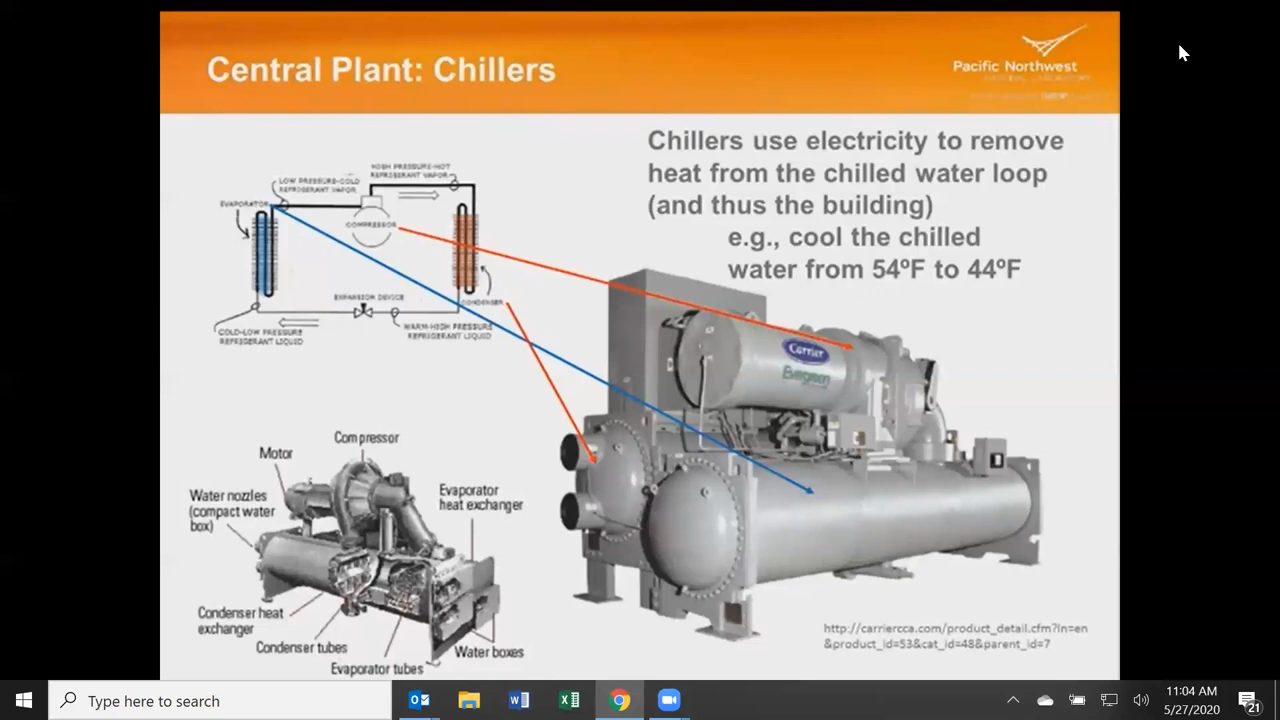 Central Plant: Chillers
Pacific Northwest
Chillers use electricity to remove
heat from the chilled water loop
(and thus the building)
e.g., cool the chilled
water from 54ºF to 44ºF
HIGH PRESSURE-HOT
REFRIGERANT VAPOR
LOW PRESSURE-COLD
REFRIGERANT VAPOR
EVAPORATOR
COMPRESSOR
EXPANSION DEVICE
CONDENSER
COLD-LOW PRESSURE
REFRIGERANT LIQUID
WARM-HIGH PRESSURE
REFRIGERANT LIQUID
Carrier
Evergreen
Compressor
Motor
Water nozzles
(compact water
box)
Evaporator
heat exchanger
Condenser heat
exchanger
Condenser tubes
Evaporator tubes
Water boxes
http://carriercca.com/product_detail.cfm?ln=en
&product_id=53&cat_id=48&parent_id=7
Type here to search
11:04 AM
5/27/2020
21